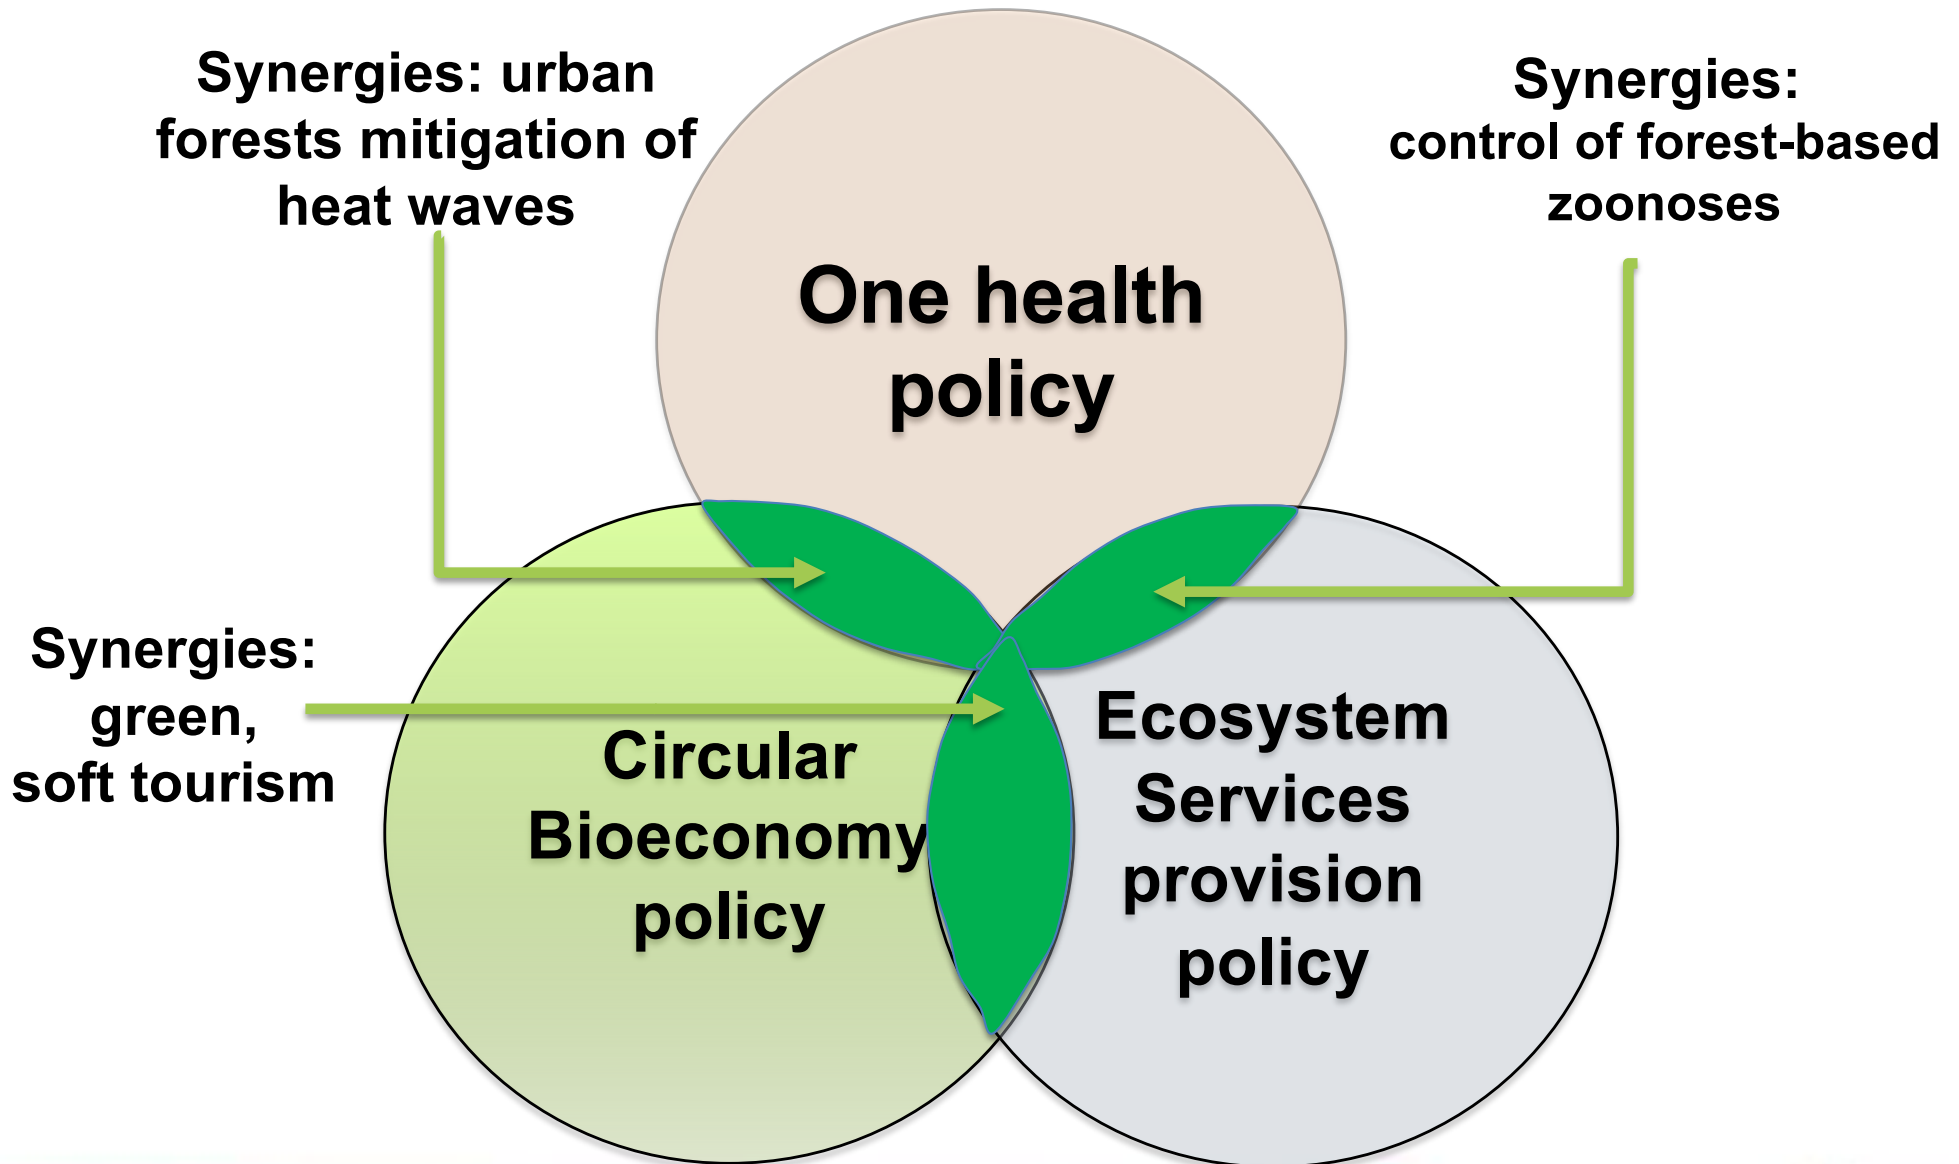 Synergies: urban
forests mitigation of
heat waves
Synergies:
control of forest-based
zoonoses
One health
policy
Synergies:
green,
soft tourism
Circular
Bioeconomy
policy
Ecosystem
Services
provision
policy